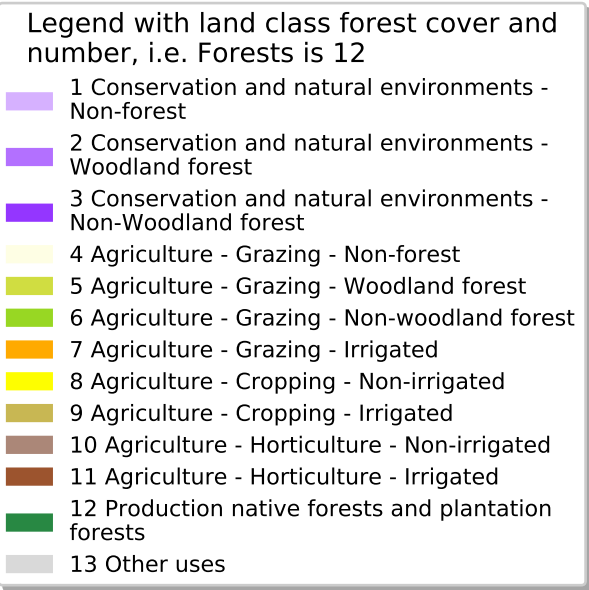 Legend with land class forest cover and
number, i.e. Forests is 12
1 Conservation and natural environments -
Non-forest
2 Conservation and natural environments -
Woodland forest
3 Conservation and natural environments -
Non-Woodland forest
4 Agriculture - Grazing - Non-forest
5 Agriculture - Grazing - Woodland forest
6 Agriculture - Grazing - Non-woodland forest
7 Agriculture - Grazing - Irrigated
8 Agriculture - Cropping - Non-irrigated
9 Agriculture - Cropping - Irrigated
10 Agriculture - Horticulture - Non-irrigated
11 Agriculture - Horticulture - Irrigated
12 Production native forests and plantation
forests
13 Other uses